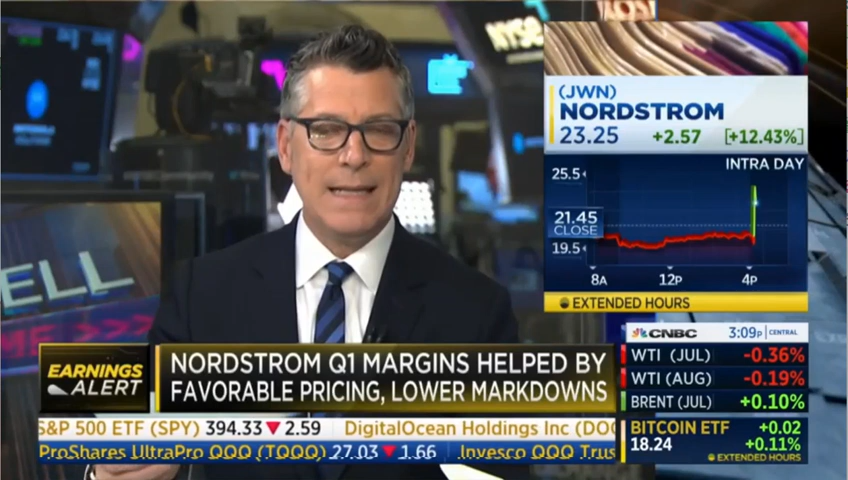 NYSE
NORDSTROM
(JWN)
NORDSTROM
23.25 +2.57 [+12.43%]
INTRA DAY
25.5
21.45
CLOSE
19.5
8A 12P 4P
EXTENDED HOURS
ELL
CNBC 3:09P CENTRAL
WTI (JUL) -0.36%
WTI (AUG) -0.19%
BRENT (JUL) +0.10%
BITCOIN ETF +0.02
18.24 +0.11%
EXTENDED HOURS
EARNINGS
ALERT
NORDSTROM Q1 MARGINS HELPED BY
FAVORABLE PRICING, LOWER MARKDOWNS
S&P 500 ETF (SPY) 394.33 ▼ 2.59 DigitalOcean Holdings Inc (DOC
ProShares UltraPro QQQ (TQQQ) 27.03 ▼ 1.66 Invesco QQQ Trus